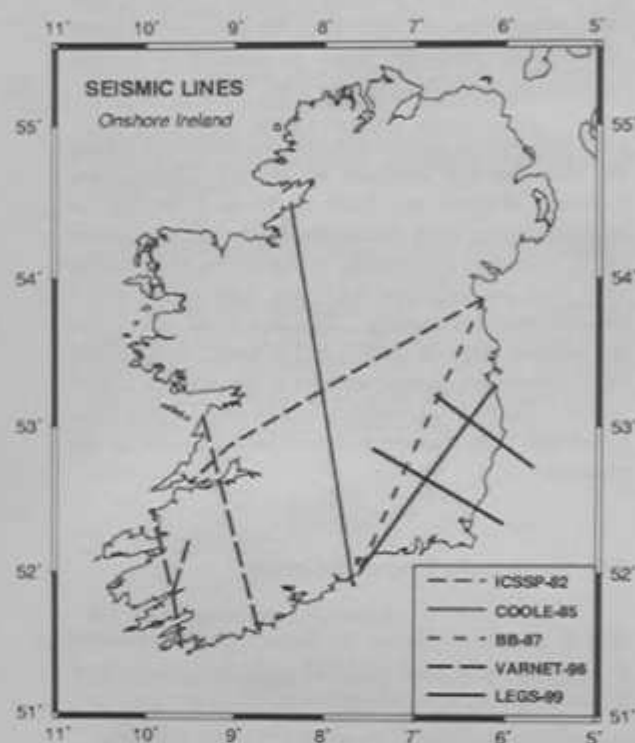 11′ 10′ 9′ 8′ 7′ 6′ 5′
SEISMIC LINES
Onshore Ireland
55′ 55′
54′ 54′
53′ 53′
52′ 52′
51′ 51′
ICSSP-82
COOLE-85
BB-87
VARNET-96
LEGS-99
11′ 10′ 9′ 8′ 7′ 6′ 5′